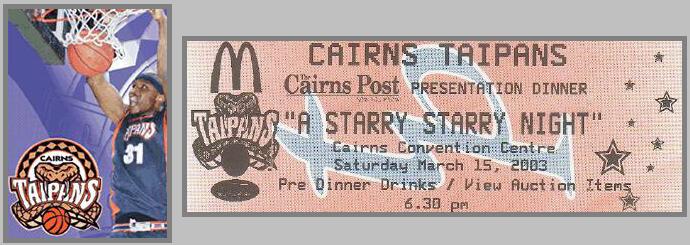 TAIPANS
31
CAIRNS
TAIPANS
CAIRNS TAIPANS
The Cairns Post PRESENTATION DINNER
TAIPANS
"A STARRY STARRY NIGHT"
Cairns Convention Centre
Saturday March 15, 2003
Pre Dinner Drinks / View Auction Items
6.30 pm